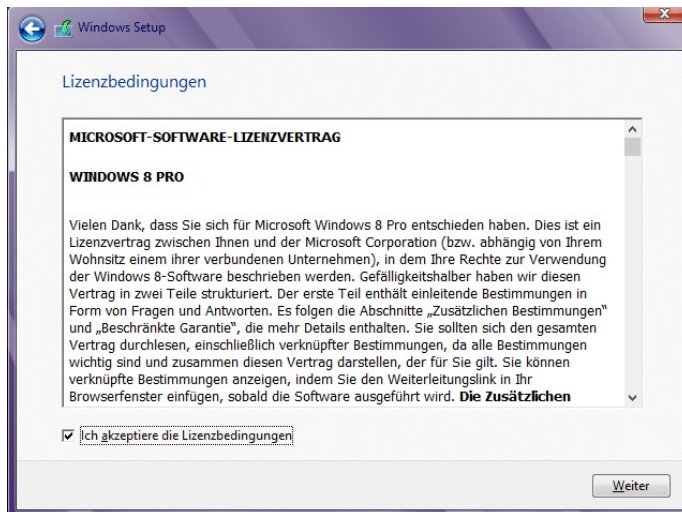 Windows Setup
Lizenzbedingungen
MICROSOFT-SOFTWARE-LIZENZVERTRAG
WINDOWS 8 PRO
Vielen Dank, dass Sie sich für Microsoft Windows 8 Pro entschieden haben. Dies ist ein
Lizenzvertrag zwischen Ihnen und der Microsoft Corporation (bzw. abhängig von Ihrem
Wohnsitz einem ihrer verbundenen Unternehmen), in dem Ihre Rechte zur Verwendung
der Windows 8-Software beschrieben werden. Gefälligkeitshalber haben wir diesen
Vertrag in zwei Teile strukturiert. Der erste Teil enthält einleitende Bestimmungen in
Form von Fragen und Antworten. Es folgen die Abschnitte „Zusätzlichen Bestimmungen“
und „Beschränkte Garantie“, die mehr Details enthalten. Sie sollten sich den gesamten
Vertrag durchlesen, einschließlich verknüpfter Bestimmungen, da alle Bestimmungen
wichtig sind und zusammen diesen Vertrag darstellen, der für Sie gilt. Sie können
verknüpfte Bestimmungen anzeigen, indem Sie den Weiterleitungslink in Ihr
Browserfenster einfügen, sobald die Software ausgeführt wird. Die Zusätzlichen
Ich akzeptiere die Lizenzbedingungen
Weiter